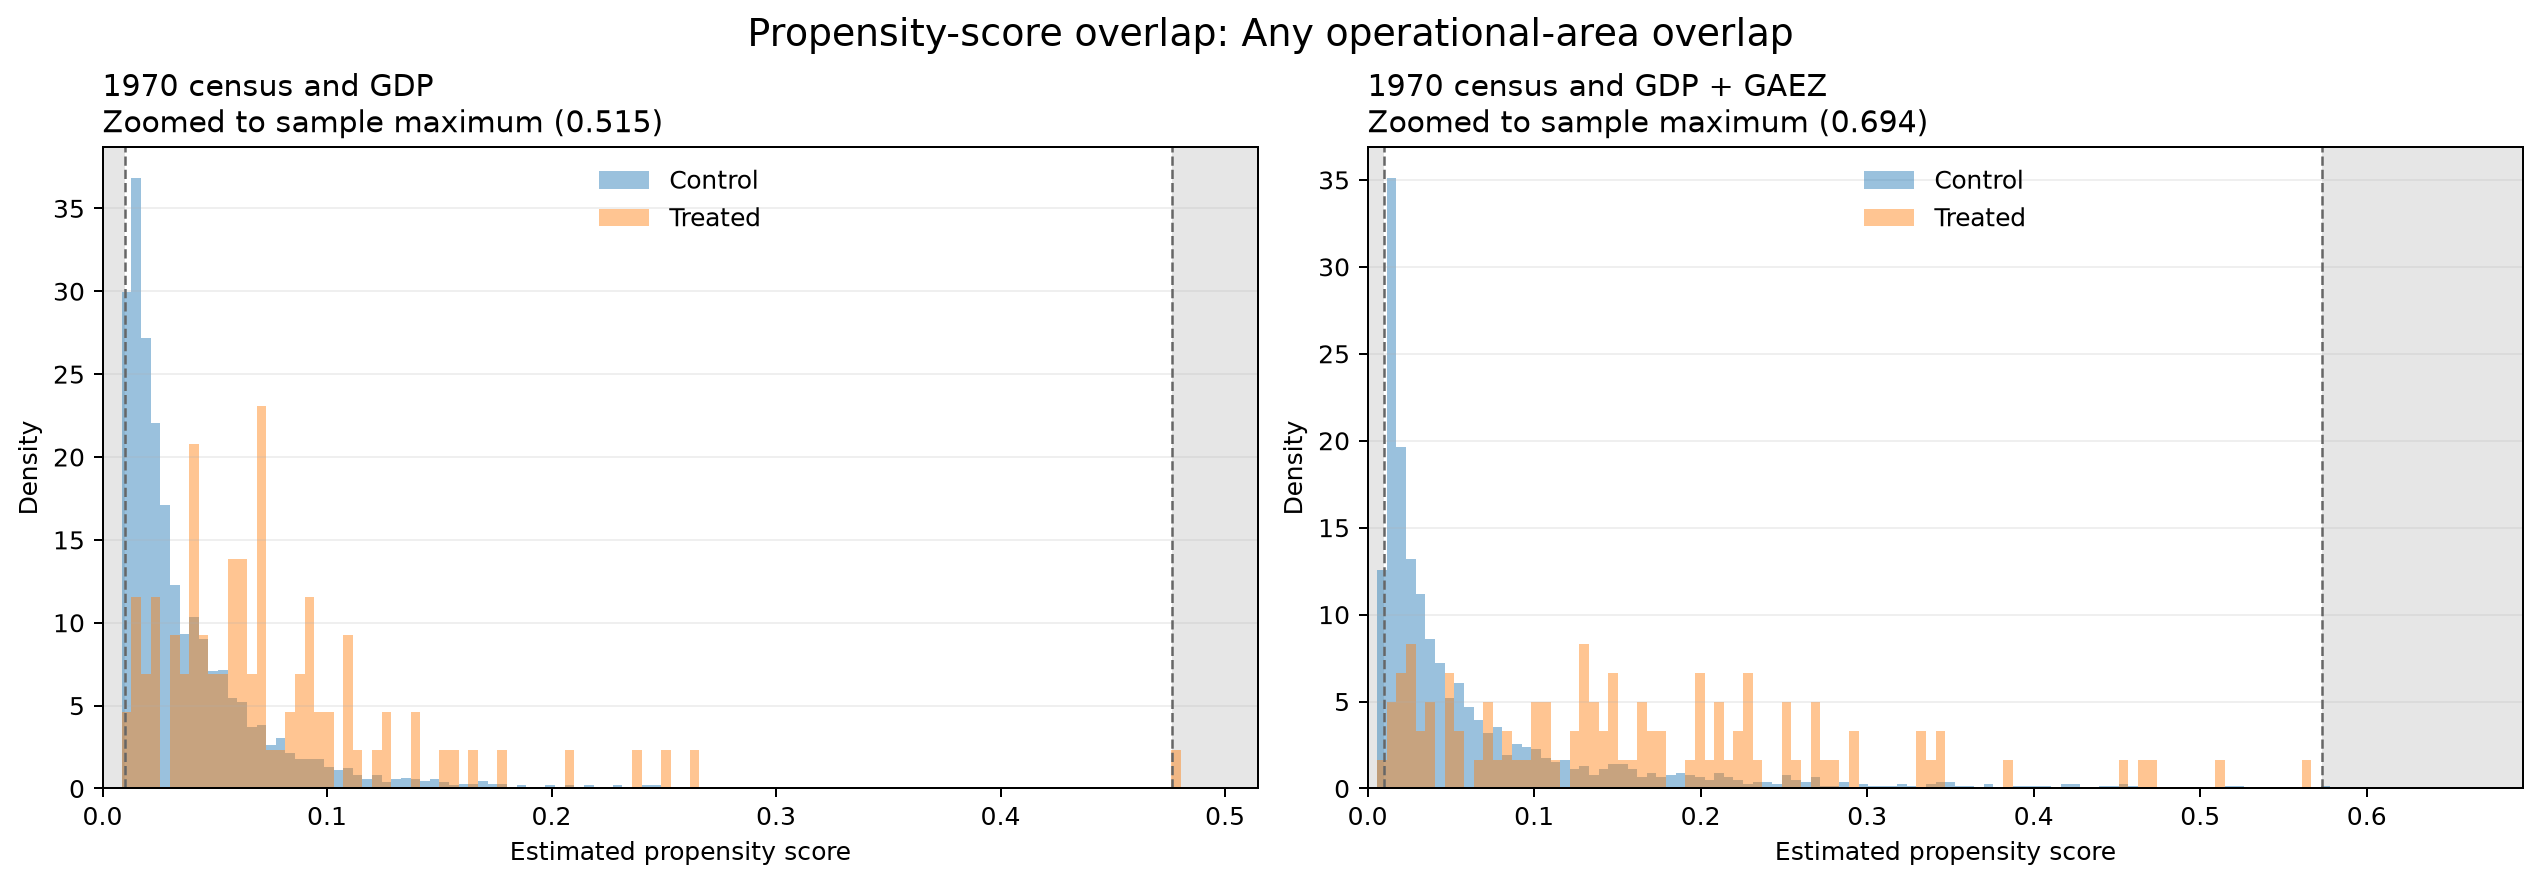 Propensity-score overlap: Any operational-area overlap
1970 census and GDP
Zoomed to sample maximum (0.515)
Control
Treated
35
30
25
20
15
10
5
0
Density
0.0 0.1 0.2 0.3 0.4 0.5
Estimated propensity score
1970 census and GDP + GAEZ
Zoomed to sample maximum (0.694)
Control
Treated
35
30
25
20
15
10
5
0
Density
0.0 0.1 0.2 0.3 0.4 0.5 0.6
Estimated propensity score